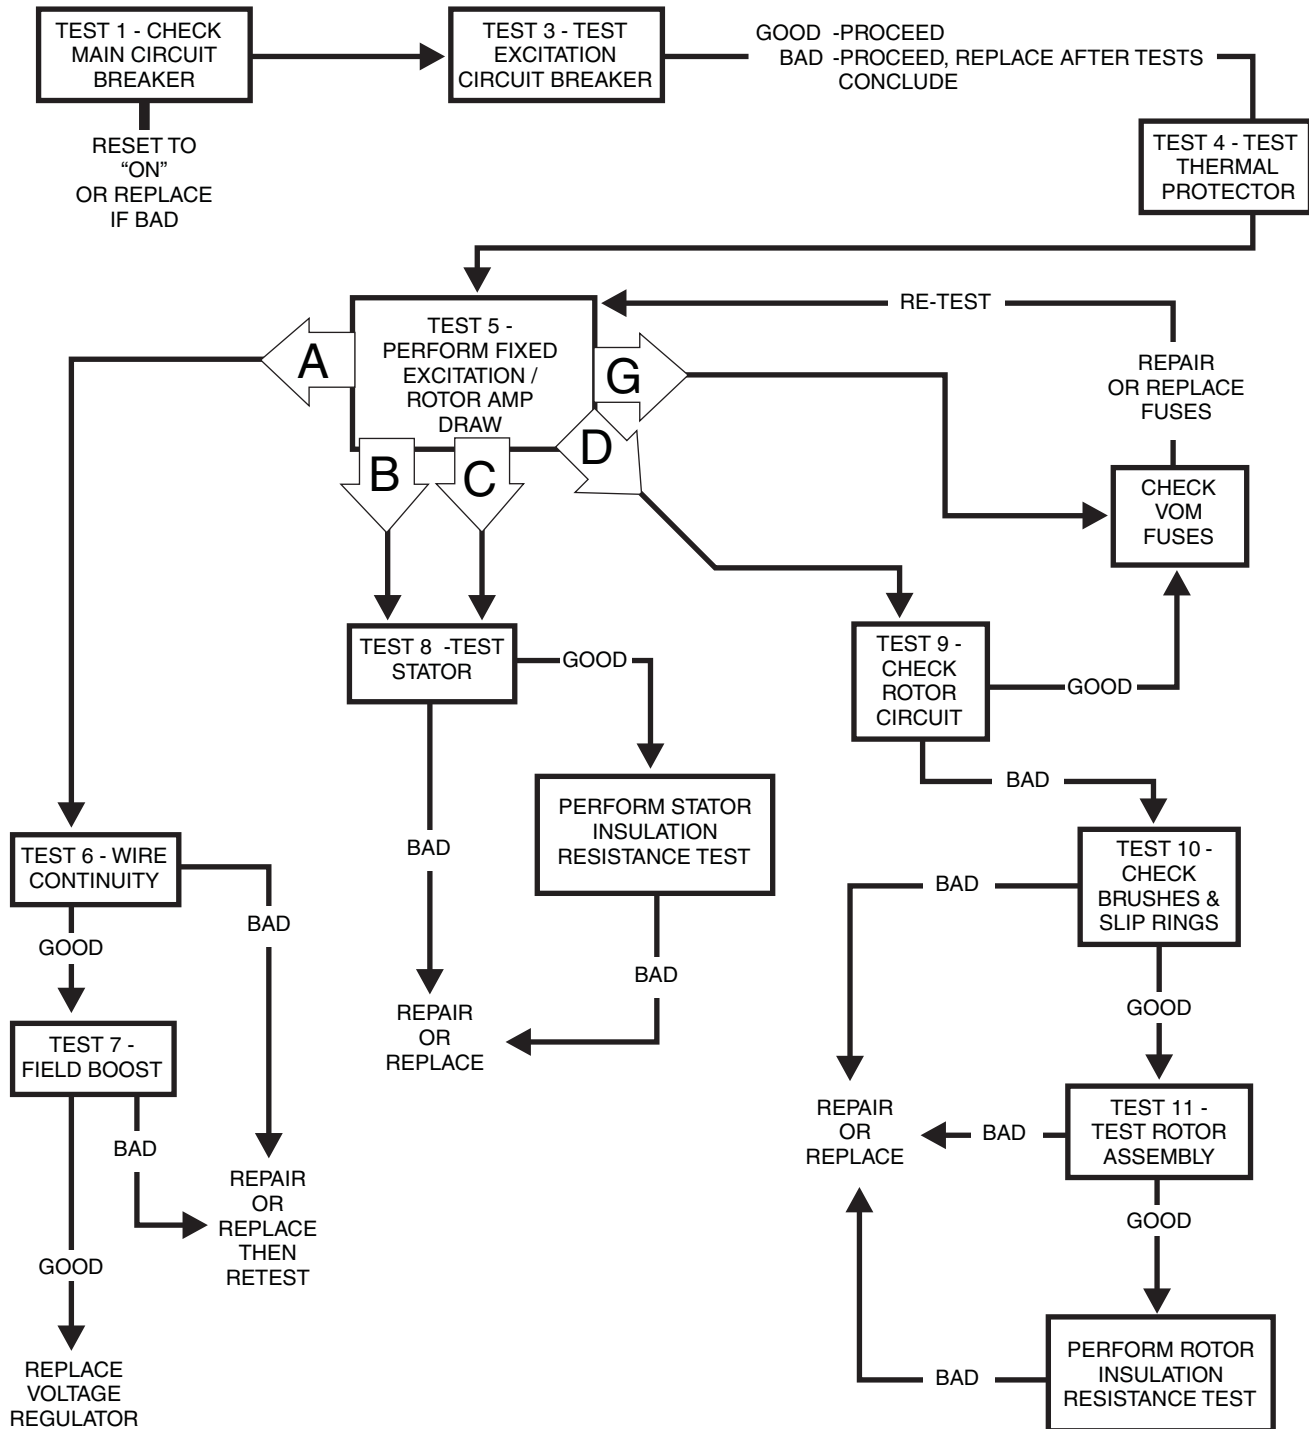 TEST 1 - CHECK
MAIN CIRCUIT
BREAKER
RESET TO
“ON”
OR REPLACE
IF BAD
TEST 3 - TEST
EXCITATION
CIRCUIT BREAKER
GOOD -PROCEED
BAD -PROCEED, REPLACE AFTER TESTS
CONCLUDE
TEST 4 - TEST
THERMAL
PROTECTOR
TEST 5 -
PERFORM FIXED
EXCITATION /
ROTOR AMP
DRAW
A
B
C
D
G
RE-TEST
REPAIR
OR REPLACE
FUSES
CHECK
VOM
FUSES
TEST 8 -TEST
STATOR
GOOD
PERFORM STATOR
INSULATION
RESISTANCE TEST
BAD
BAD
REPAIR
OR
REPLACE
TEST 9 -
CHECK
ROTOR
CIRCUIT
GOOD
BAD
TEST 6 - WIRE
CONTINUITY
GOOD
BAD
TEST 7 -
FIELD BOOST
BAD
GOOD
REPAIR
OR
REPLACE
THEN
RETEST
REPLACE
VOLTAGE
REGULATOR
TEST 10 -
CHECK
BRUSHES &
SLIP RINGS
BAD
GOOD
TEST 11 -
TEST ROTOR
ASSEMBLY
BAD
REPAIR
OR
REPLACE
GOOD
PERFORM ROTOR
INSULATION
RESISTANCE TEST
BAD